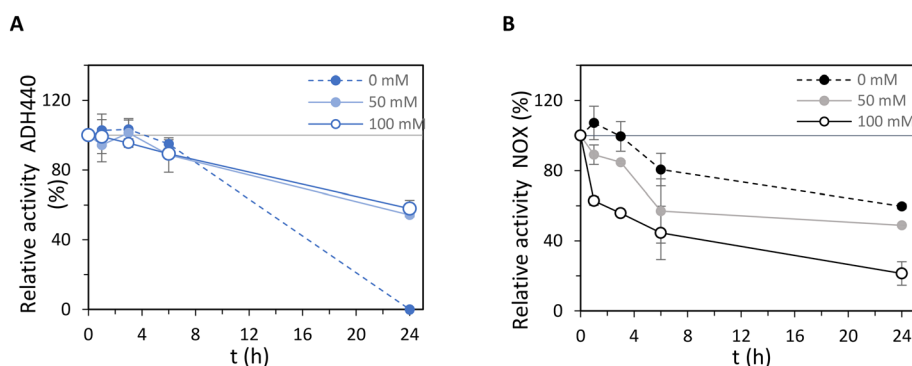 A
Relative activity ADH440
(%)
120
80
40
0
0 4 8 12 16 20 24
t (h)
0 mM
50 mM
100 mM
B
Relative activity NOX (%)
120
80
40
0
0 4 8 12 16 20 24
t (h)
0 mM
50 mM
100 mM